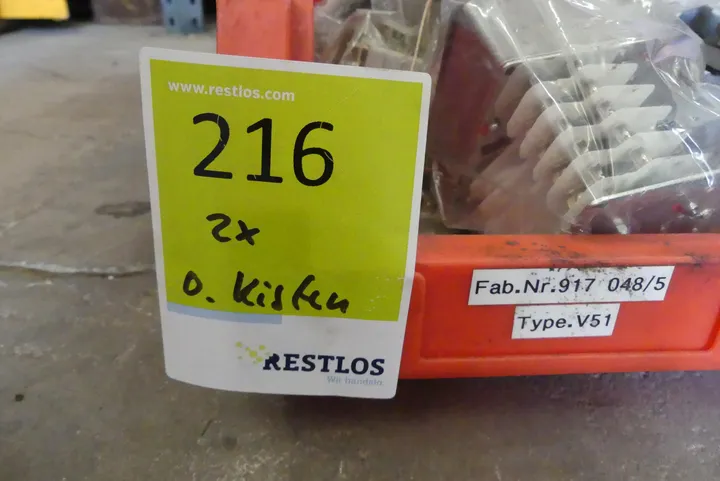 www.restlos.com
216
2x
o. Kisten
RESTLOS
Wir handeln
Fab.Nr.917 048/5
Type.V51